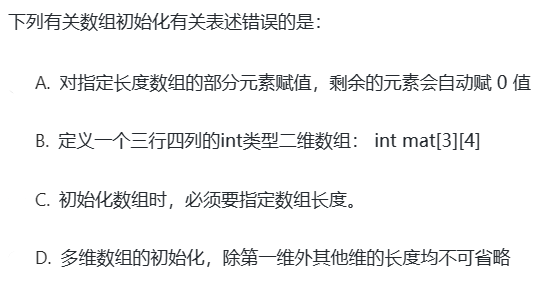 下列有关数组初始化有关表述错误的是：
A. 对指定长度数组的部分元素赋值，剩余的元素会自动赋 0 值
B. 定义一个三行四列的int类型二维数组： int mat[3][4]
C. 初始化数组时，必须要指定数组长度。
D. 多维数组的初始化，除第一维外其他维的长度均不可省略